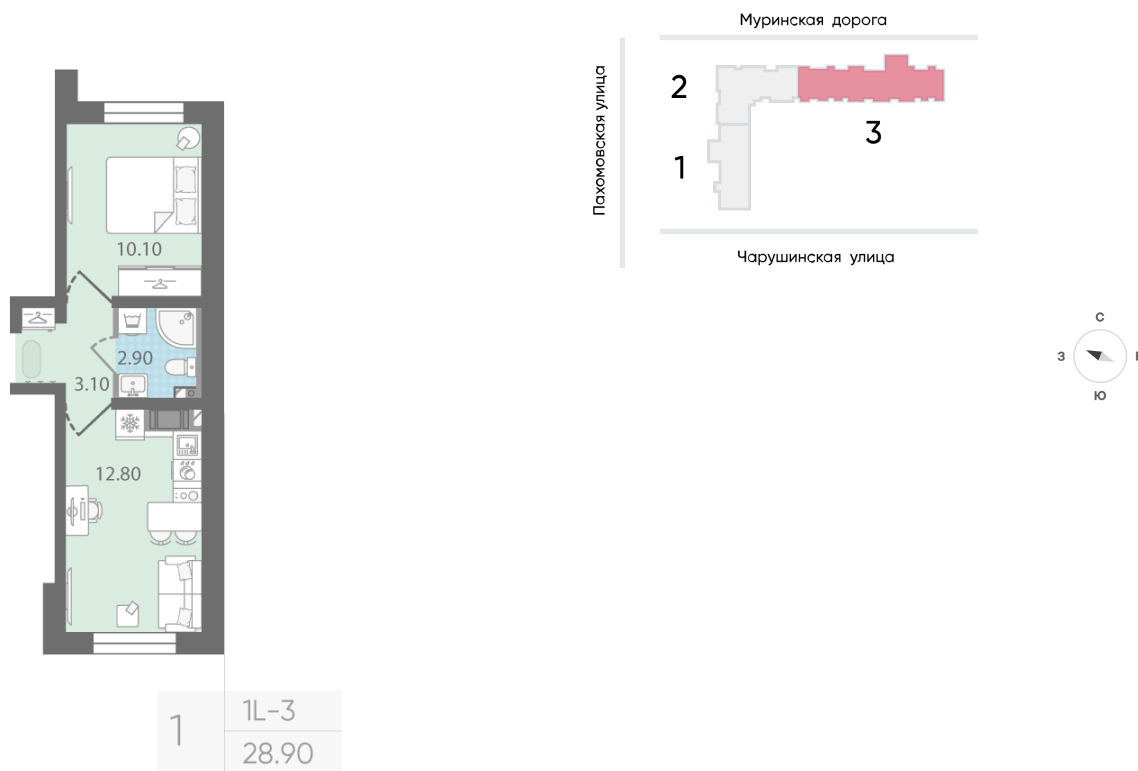 Муринская дорога
Пахомовская улица
2
3
1
Чарушинская улица
10.10
2.90
3.10
12.80
С
З
Ю
1
1L-3
28.90